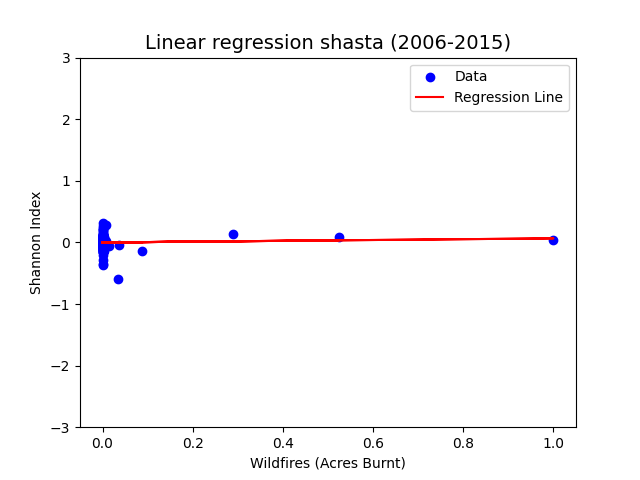 Linear regression shasta (2006-2015)
Data
Regression Line
3
2
1
0
−1
−2
−3
Shannon Index
0.0 0.2 0.4 0.6 0.8 1.0
Wildfires (Acres Burnt)